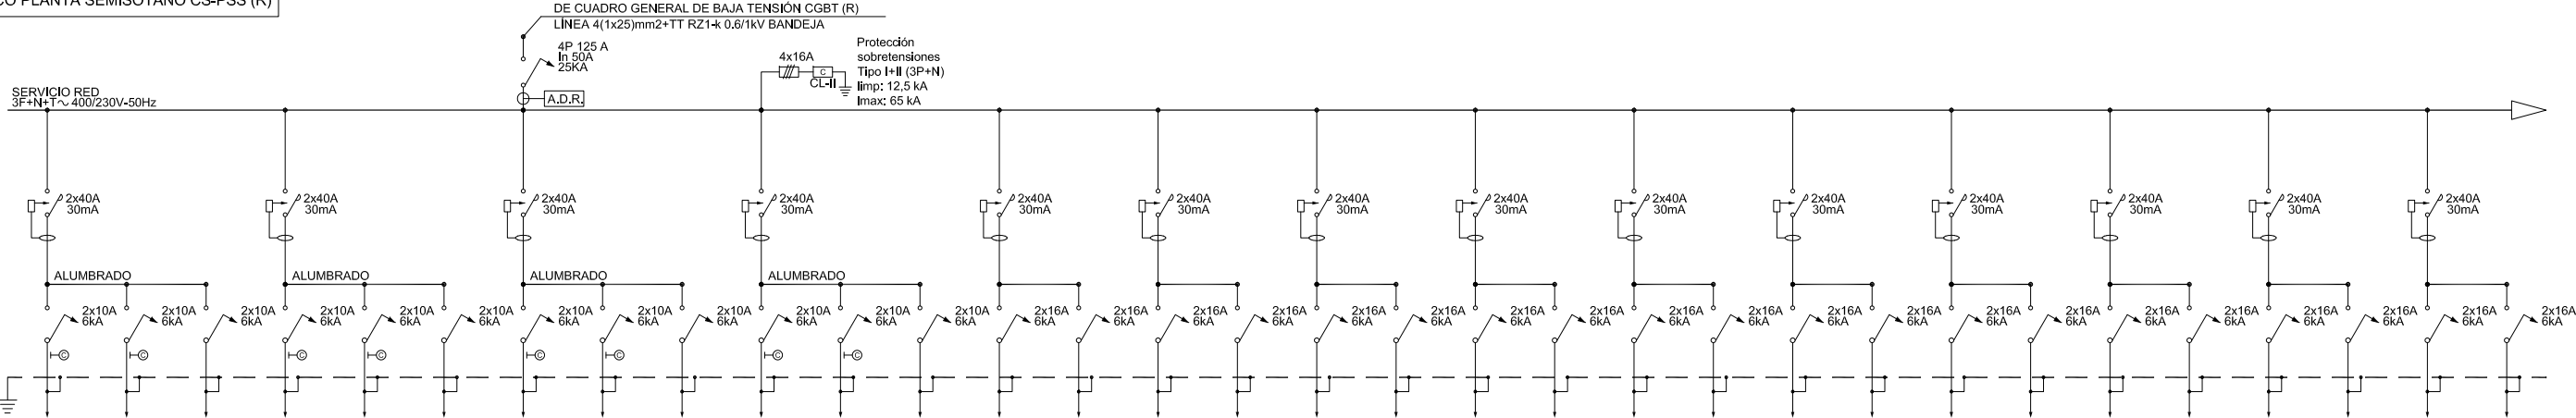 CO PLANTA SEMISOTANO CS-PSS (R)
DE CUADRO GENERAL DE BAJA TENSIÓN CGBT (R)
LÍNEA 4(1x25)mm2+TT RZ1-k 0.6/1kV BANDEJA
4P 125 A
In 50A
25KA
A.D.R.
4x16A
C
CL-II
Protección
sobretensiones
Tipo I+II (3P+N)
Iimp: 12,5 kA
Imax: 65 kA
SERVICIO RED
3F+N+T~ 400/230V-50Hz
2x40A
30mA
2x40A
30mA
2x40A
30mA
2x40A
30mA
2x40A
30mA
2x40A
30mA
2x40A
30mA
2x40A
30mA
2x40A
30mA
2x40A
30mA
2x40A
30mA
2x40A
30mA
2x40A
30mA
2x40A
30mA
ALUMBRADO
ALUMBRADO
ALUMBRADO
ALUMBRADO
2x10A
6kA
2x10A
6kA
2x10A
6kA
2x10A
6kA
2x10A
6kA
2x10A
6kA
2x10A
6kA
2x10A
6kA
2x10A
6kA
2x10A
6kA
2x10A
6kA
2x10A
6kA
2x16A
6kA
2x16A
6kA
2x16A
6kA
2x16A
6kA
2x16A
6kA
2x16A
6kA
2x16A
6kA
2x16A
6kA
2x16A
6kA
2x16A
6kA
2x16A
6kA
2x16A
6kA
2x16A
6kA
2x16A
6kA
2x16A
6kA
2x16A
6kA
2x16A
6kA
2x16A
6kA
2x16A
6kA
2x16A
6kA
C
C
C
C
C
C
C
C